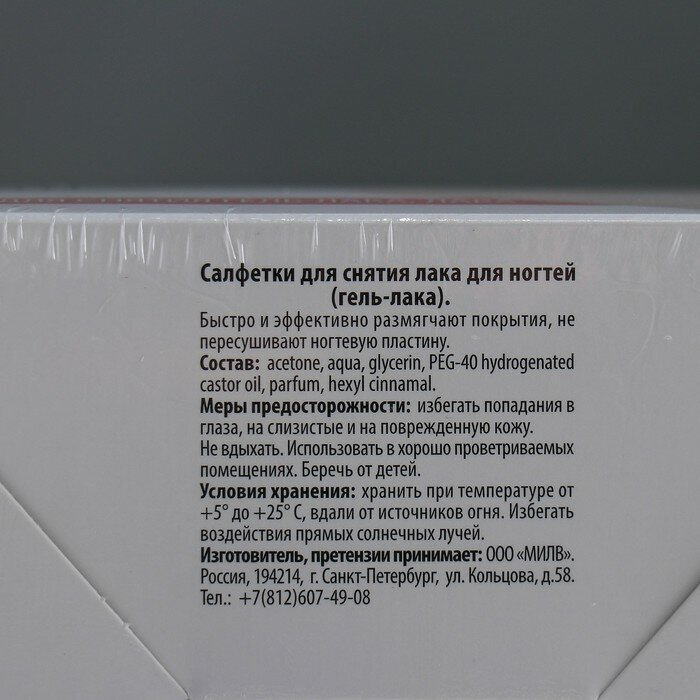 Салфетки для снятия лака для ногтей
(гель-лака).
Быстро и эффективно размягчают покрытия, не
пересушивают ногтевую пластину.
Состав: acetone, aqua, glycerin, PEG-40 hydrogenated
castor oil, parfum, hexyl cinnamal.
Меры предосторожности: избегать попадания в
глаза, на слизистые и на поврежденную кожу.
Не вдыхать. Использовать в хорошо проветриваемых
помещениях. Беречь от детей.
Условия хранения: хранить при температуре от
+5° до +25° С, вдали от источников огня. Избегать
воздействия прямых солнечных лучей.
Изготовитель, претензии принимает: ООО «МИЛВ».
Россия, 194214, г. Санкт-Петербург, ул. Кольцова, д.58.
Тел.: +7(812)607-49-08